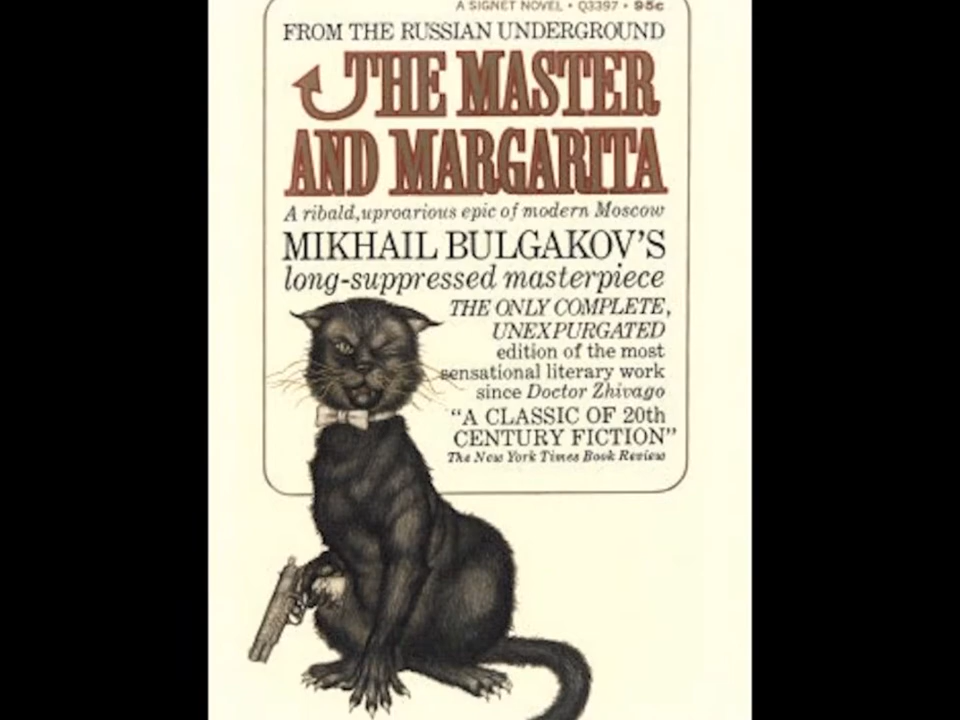 A SIGNET NOVEL • Q3397 • 95c
FROM THE RUSSIAN UNDERGROUND
THE MASTER
AND MARGARITA
A ribald, uproarious epic of modern Moscow
MIKHAIL BULGAKOV'S
long-suppressed masterpiece
THE ONLY COMPLETE,
UNEXPURGATED
edition of the most
sensational literary work
since Doctor Zhivago
"A CLASSIC OF 20th
CENTURY FICTION"
The New York Times Book Review